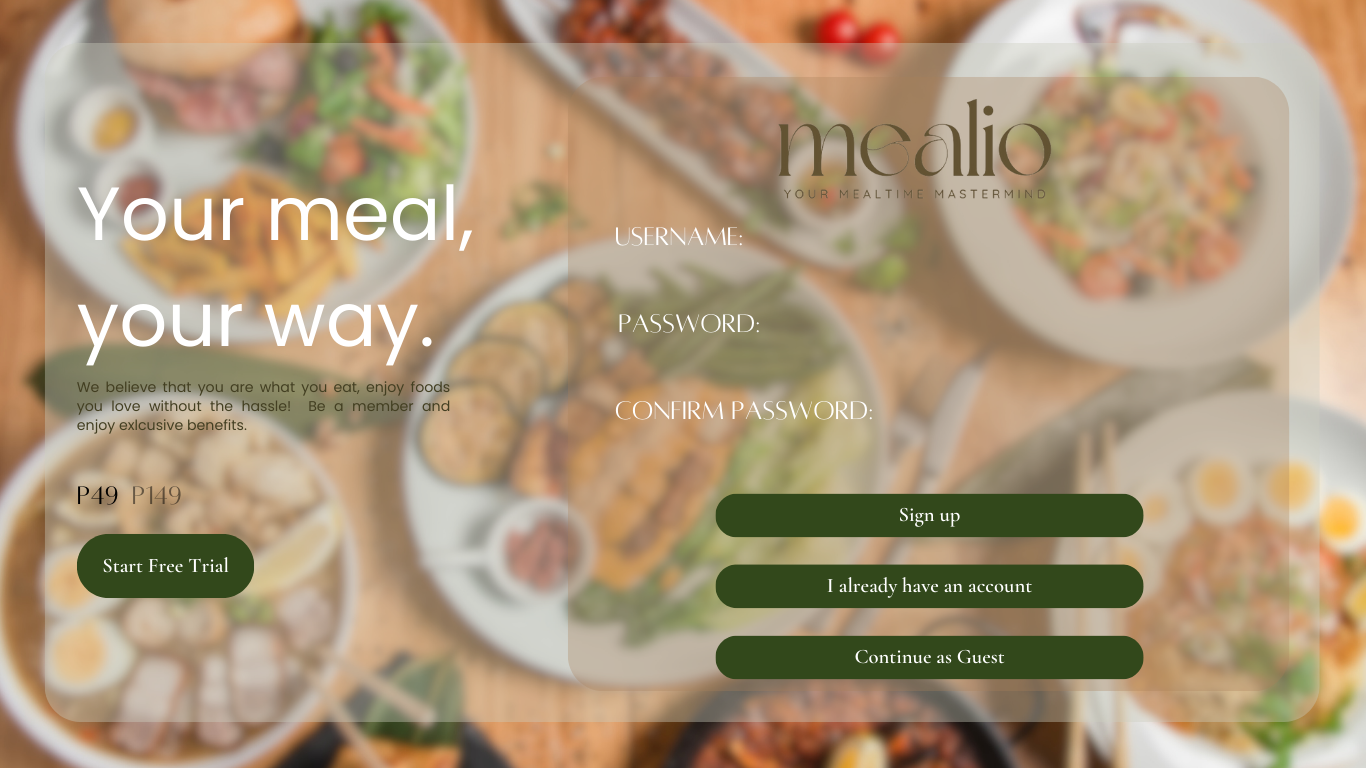 Your meal,
your way.
We believe that you are what you eat, enjoy foods
you love without the hassle!  Be a member and
enjoy exlcusive benefits.
P49 P149
Start Free Trial
mealio
YOUR MEALTIME MASTERMIND
USERNAME:
PASSWORD:
CONFIRM PASSWORD:
Sign up
I already have an account
Continue as Guest